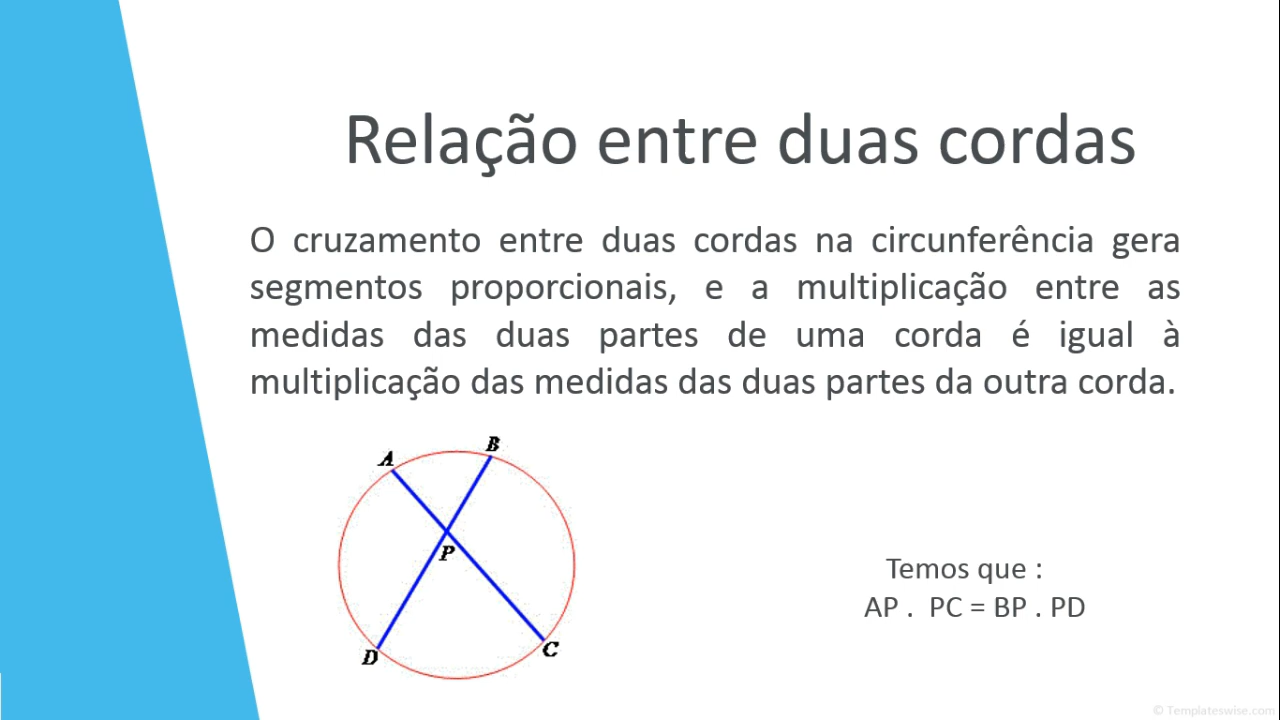 Relação entre duas cordas
O cruzamento entre duas cordas na circunferência gera
segmentos proporcionais, e a multiplicação entre as
medidas das duas partes de uma corda é igual à
multiplicação das medidas das duas partes da outra corda.
A
B
P
D
C
Temos que :
AP . PC = BP . PD
© Templateswise.com